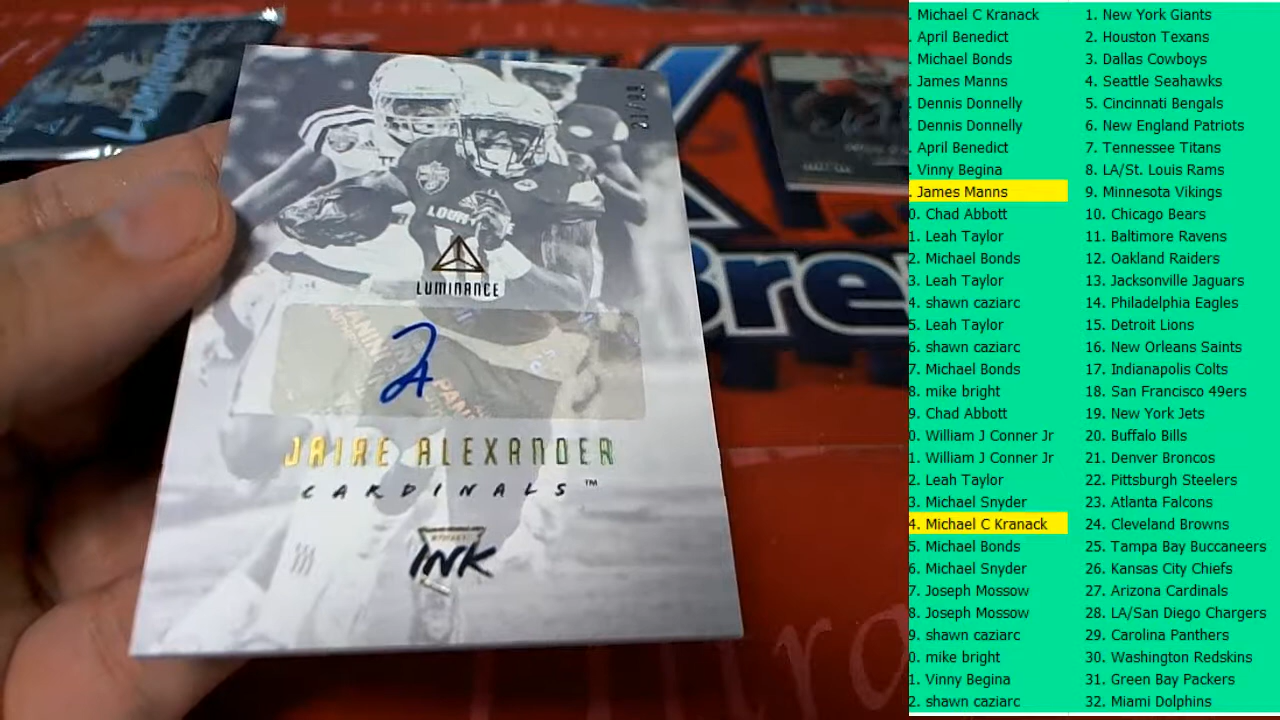 LUMINANCE
JAIRE ALEXANDER
CARDINALS™
INK
Michael C Kranack 1. New York Giants
April Benedict 2. Houston Texans
Michael Bonds 3. Dallas Cowboys
James Manns 4. Seattle Seahawks
Dennis Donnelly 5. Cincinnati Bengals
Dennis Donnelly 6. New England Patriots
April Benedict 7. Tennessee Titans
Vinny Begina 8. LA/St. Louis Rams
James Manns 9. Minnesota Vikings
0. Chad Abbott 10. Chicago Bears
1. Leah Taylor 11. Baltimore Ravens
2. Michael Bonds 12. Oakland Raiders
3. Leah Taylor 13. Jacksonville Jaguars
4. shawn caziarc 14. Philadelphia Eagles
5. Leah Taylor 15. Detroit Lions
6. shawn caziarc 16. New Orleans Saints
7. Michael Bonds 17. Indianapolis Colts
8. mike bright 18. San Francisco 49ers
9. Chad Abbott 19. New York Jets
0. William J Conner Jr 20. Buffalo Bills
1. William J Conner Jr 21. Denver Broncos
2. Leah Taylor 22. Pittsburgh Steelers
3. Michael Snyder 23. Atlanta Falcons
4. Michael C Kranack 24. Cleveland Browns
5. Michael Bonds 25. Tampa Bay Buccaneers
6. Michael Snyder 26. Kansas City Chiefs
7. Joseph Mossow 27. Arizona Cardinals
8. Joseph Mossow 28. LA/San Diego Chargers
9. shawn caziarc 29. Carolina Panthers
0. mike bright 30. Washington Redskins
1. Vinny Begina 31. Green Bay Packers
2. shawn caziarc 32. Miami Dolphins